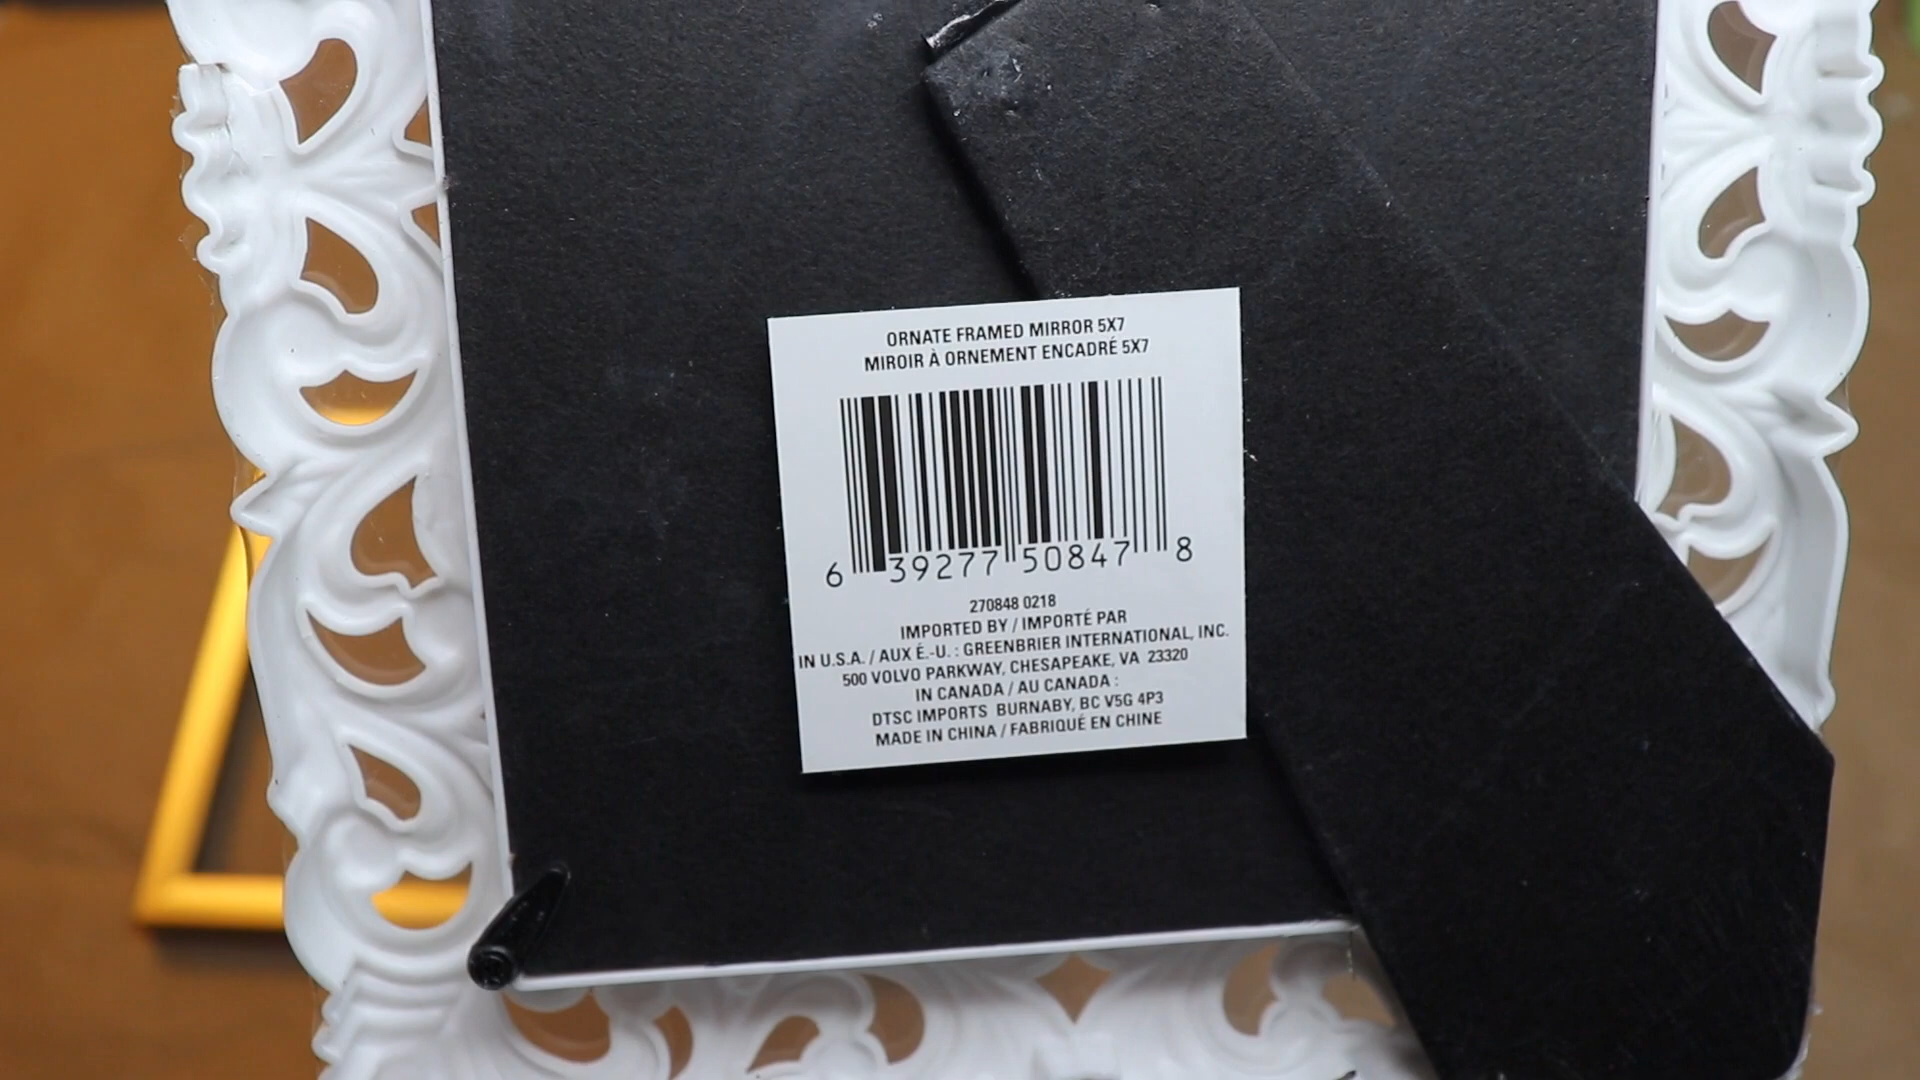 ORNATE FRAMED MIRROR 5X7
MIROIR À ORNEMENT ENCADRÉ 5X7
6 39277 50847 8
270848 0218
IMPORTED BY / IMPORTÉ PAR
IN U.S.A. / AUX É.-U. : GREENBRIER INTERNATIONAL, INC.
500 VOLVO PARKWAY, CHESAPEAKE, VA 23320
IN CANADA / AU CANADA :
DTSC IMPORTS BURNABY, BC V5G 4P3
MADE IN CHINA / FABRIQUÉ EN CHINE